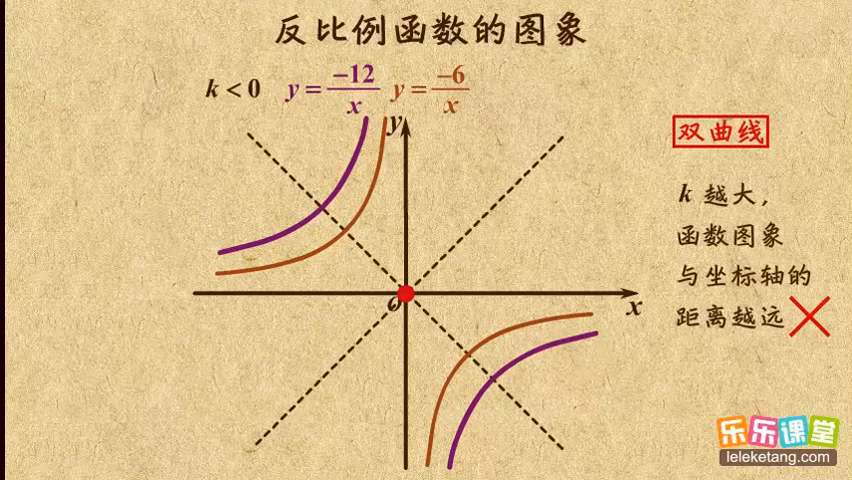 反比例函数的图象
k < 0  y = -12/x  y = -6/x
y
双曲线
k 越大，
函数图象
与坐标轴的
距离越远
o
x
乐乐课堂
leleketang.com